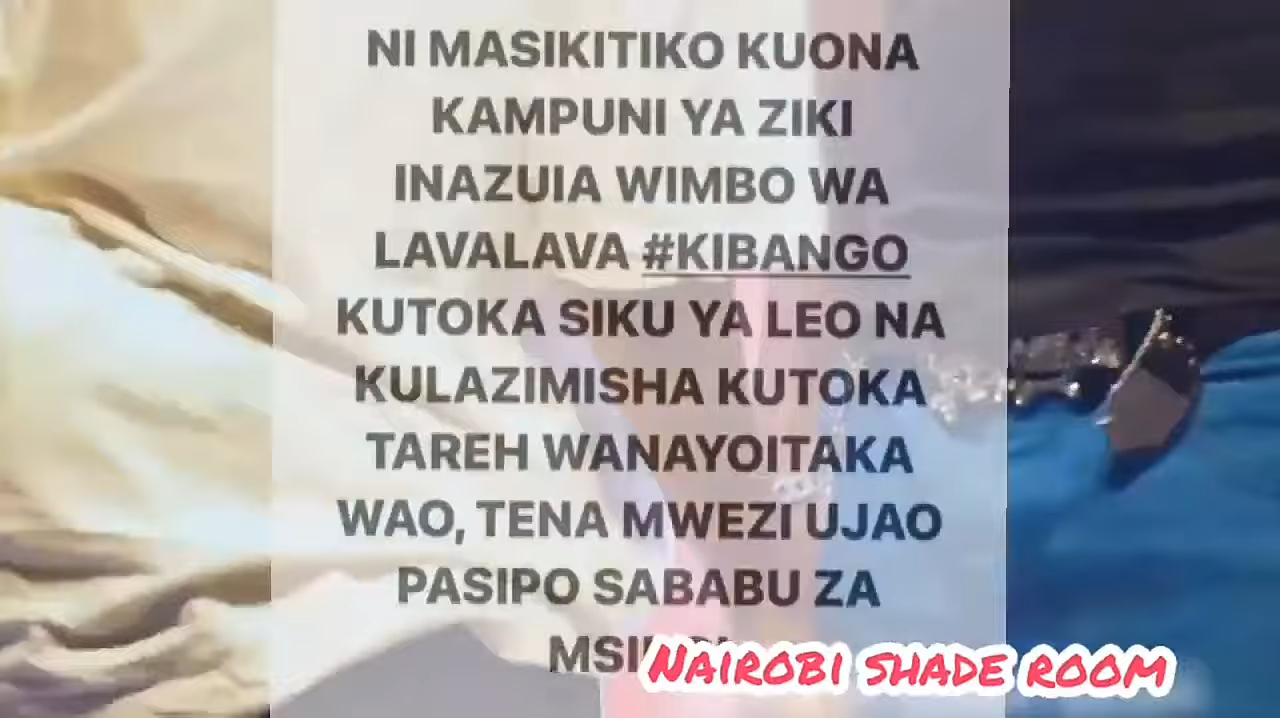 NI MASIKITIKO KUONA
KAMPUNI YA ZIKI
INAZUIA WIMBO WA
LAVALAVA #KIBANGO
KUTOKA SIKU YA LEO NA
KULAZIMISHA KUTOKA
TAREH WANAYOITAKA
WAO, TENA MWEZI UJAO
PASIPO SABABU ZA
NAIROBI SHADE ROOM